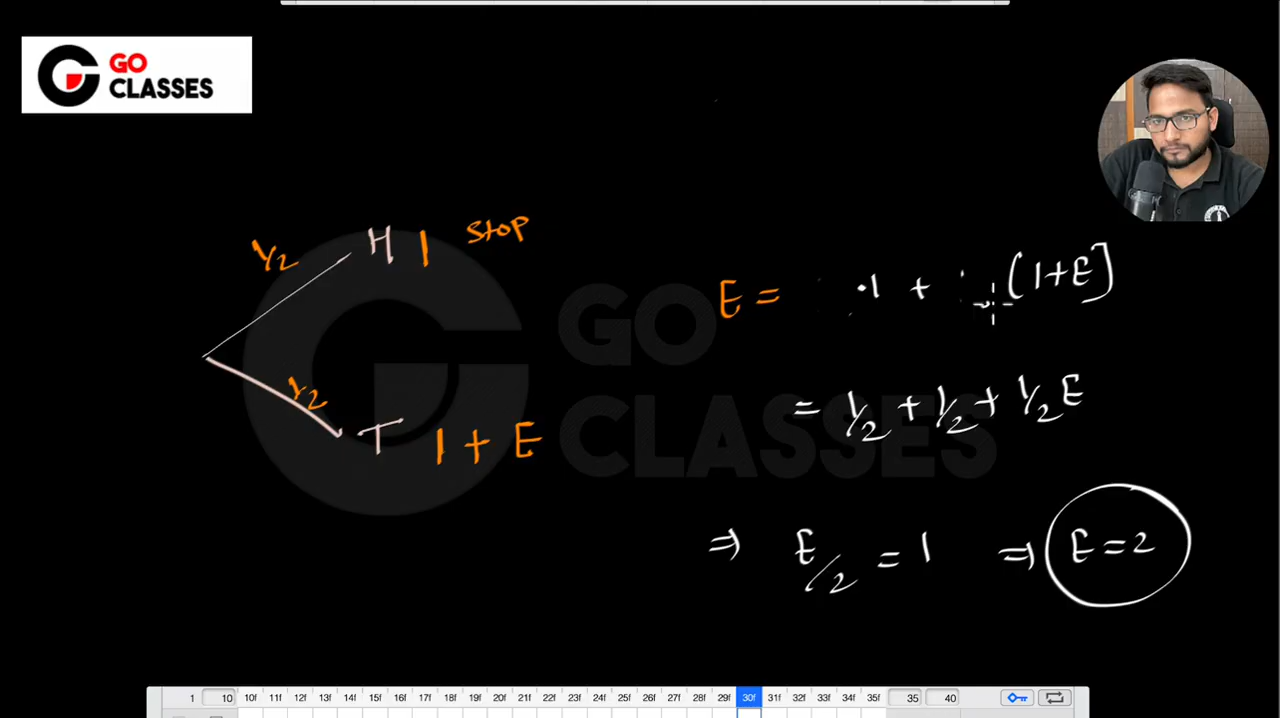 GO
CLASSES
1/2 H 1 stop
1/2 T 1 + E
E = ·1 + (1+E]
= 1/2 + 1/2 + 1/2 E
⇒ E/2 = 1 ⇒ E = 2
GO
CLASSES
1 10 10f 11f 12f 13f 14f 15f 16f 17f 18f 19f 20f 21f 22f 23f 24f 25f 26f 27f 28f 29f 30f 32f 33f 34f 35f 35 40